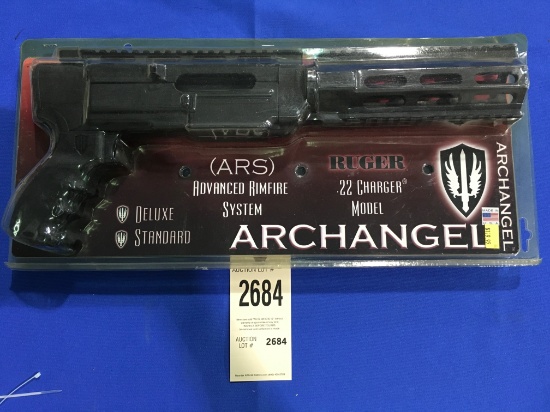 (ARS)
ADVANCED RIMFIRE
SYSTEM
RUGER
.22 CHARGER®
MODEL
DELUXE
STANDARD
ARCHANGEL
ARCHANGEL
AUCTION LOT #
2684
AUCTION
LOT # 2684